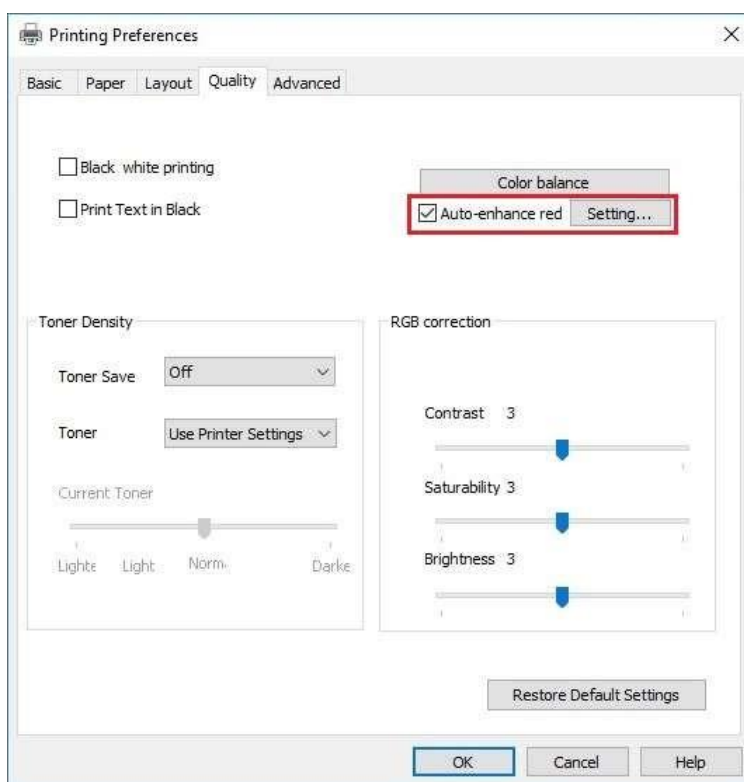 Printing Preferences
Basic Paper Layout Quality Advanced
Black white printing
Print Text in Black
Color balance
Auto-enhance red Setting...
Toner Density
Toner Save Off
Toner Use Printer Settings
Current Toner
Lighte Light Norm. Darke
RGB correction
Contrast 3
Saturability 3
Brightness 3
Restore Default Settings
OK Cancel Help